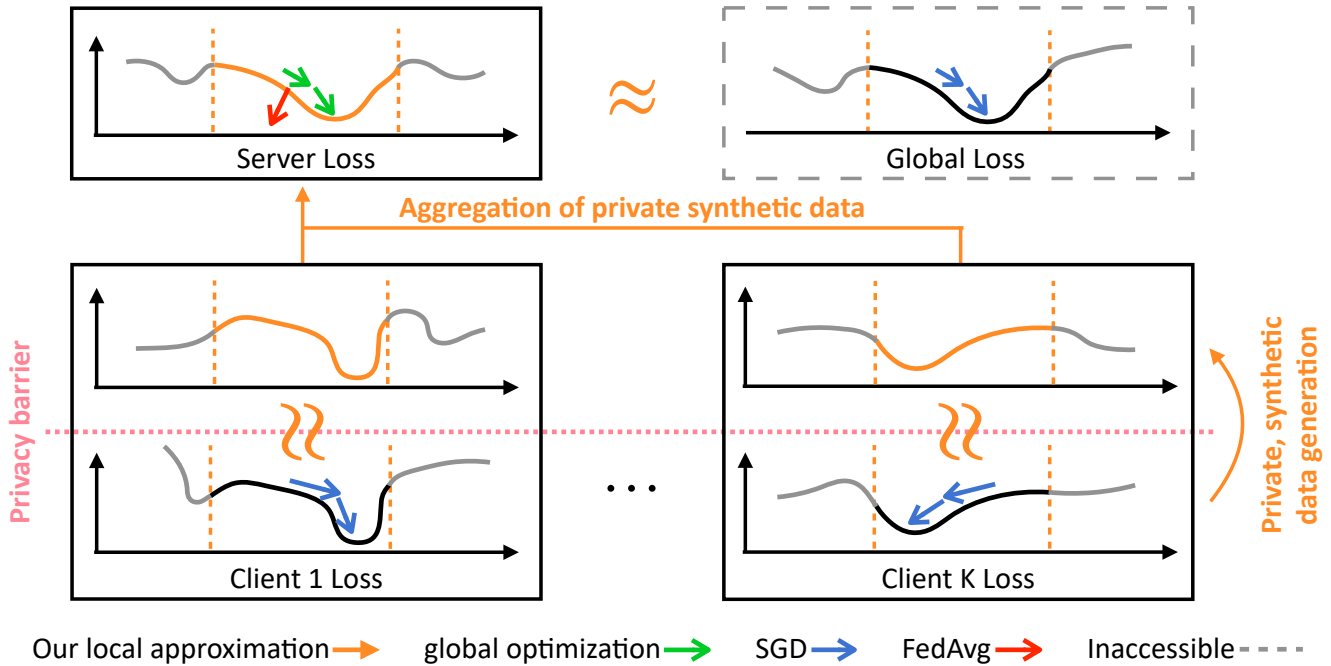 Server Loss
Global Loss
Aggregation of private synthetic data
Privacy barrier
Private, synthetic
data generation
. . .
Client 1 Loss
Client K Loss
Our local approximation
global optimization
SGD
FedAvg
Inaccessible